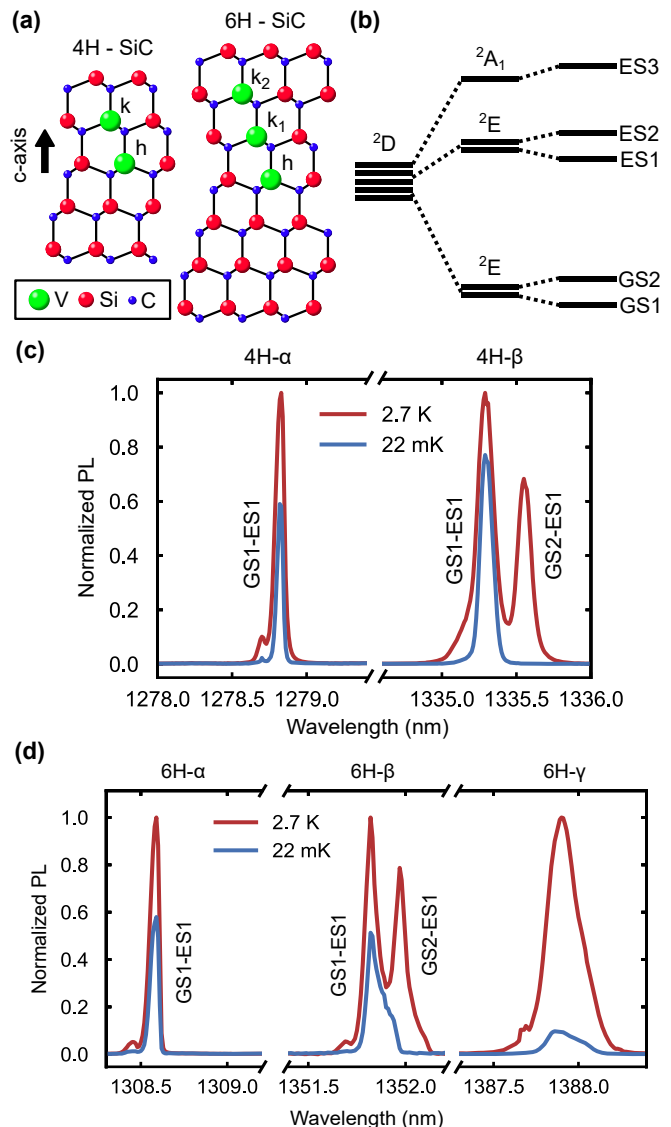 (a)
4H - SiC
6H - SiC
k
h
k₂
k₁
h
c-axis
V Si C
(b)
²D
²A₁
²E
²E
ES3
ES2
ES1
GS2
GS1
(c)
4H-α
4H-β
Normalized PL
1.0
0.8
0.6
0.4
0.2
0.0
2.7 K
22 mK
GS1-ES1
GS1-ES1
GS2-ES1
1278.0 1278.5 1279.0 1335.0 1335.5 1336.0
Wavelength (nm)
(d)
6H-α
6H-β
6H-γ
Normalized PL
1.0
0.8
0.6
0.4
0.2
0.0
2.7 K
22 mK
GS1-ES1
GS1-ES1
GS2-ES1
1308.5 1309.0 1351.5 1352.0 1387.5 1388.0
Wavelength (nm)